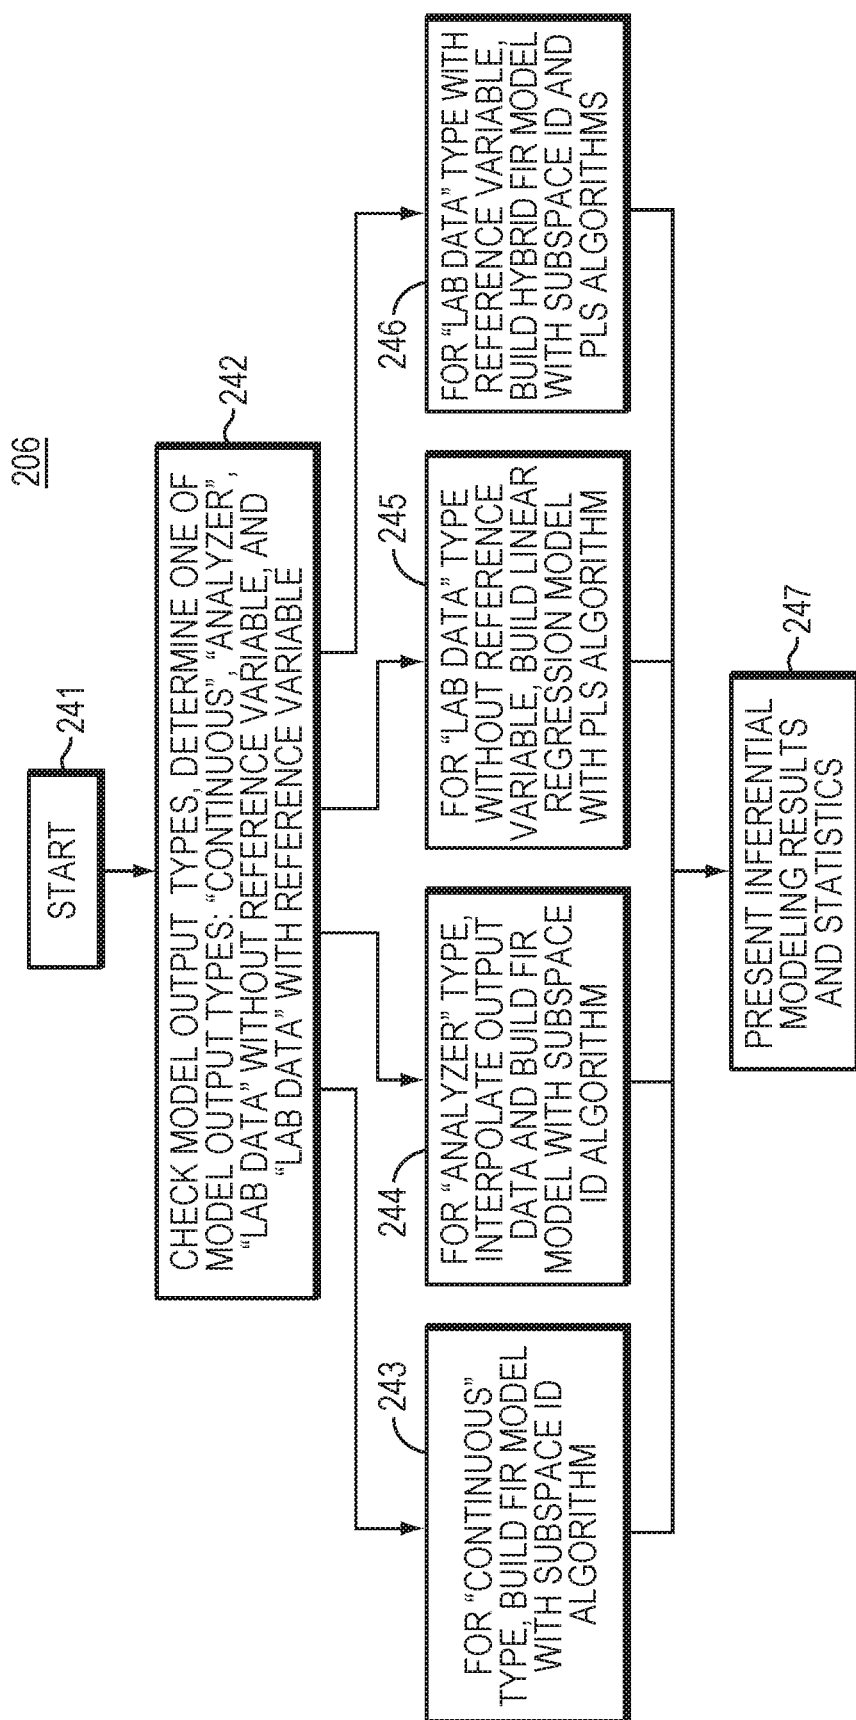 206
START
241
CHECK MODEL OUTPUT TYPES, DETERMINE ONE OF
MODEL OUTPUT TYPES: “CONTINUOUS”, “ANALYZER”,
“LAB DATA” WITHOUT REFERENCE VARIABLE, AND
“LAB DATA” WITH REFERENCE VARIABLE
242
243
FOR “CONTINUOUS”
TYPE, BUILD FIR MODEL
WITH SUBSPACE ID
ALGORITHM
244
FOR “ANALYZER” TYPE,
INTERPOLATE OUTPUT
DATA AND BUILD FIR
MODEL WITH SUBSPACE
ID ALGORITHM
245
FOR “LAB DATA” TYPE
WITHOUT REFERENCE
VARIABLE, BUILD LINEAR
REGRESSION MODEL
WITH PLS ALGORITHM
246
FOR “LAB DATA” TYPE WITH
REFERENCE VARIABLE,
BUILD HYBRID FIR MODEL
WITH SUBSPACE ID AND
PLS ALGORITHMS
247
PRESENT INFERENTIAL
MODELING RESULTS
AND STATISTICS